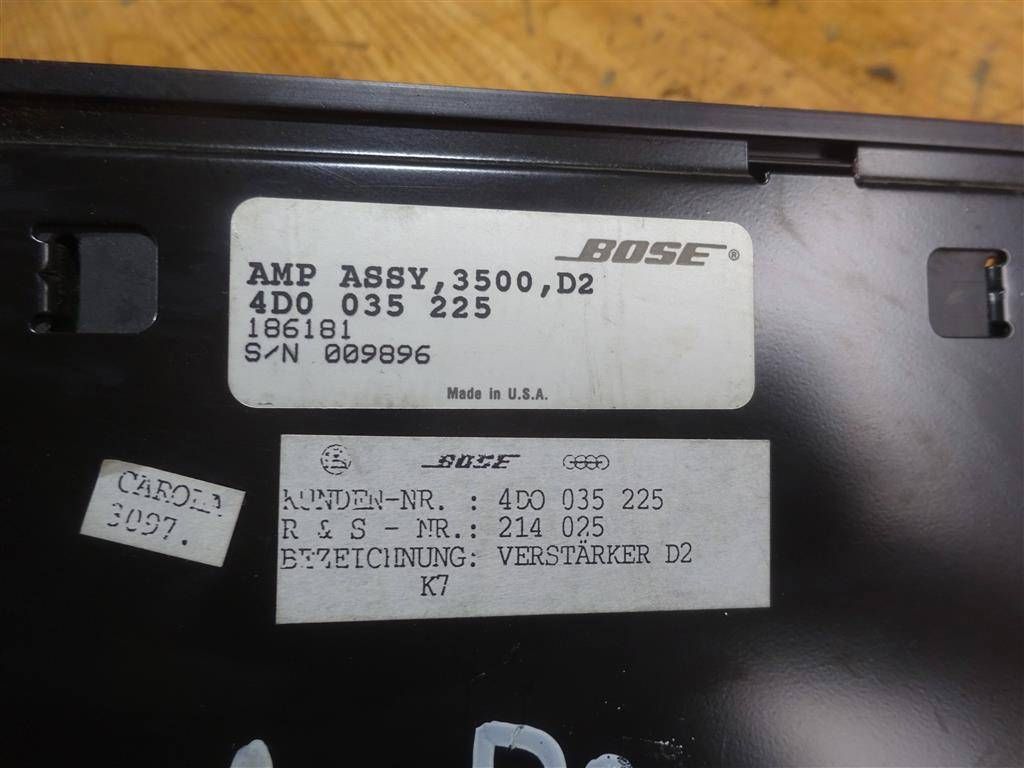 BOSE®
AMP ASSY,3500,D2
4D0 035 225
186181
S/N 009896
Made in U.S.A.
BOSE
KUNDEN-NR. : 4D0 035 225
R & S - NR.: 214 025
BEZEICHNUNG: VERSTÄRKER D2
K7
CAROLA
3097.